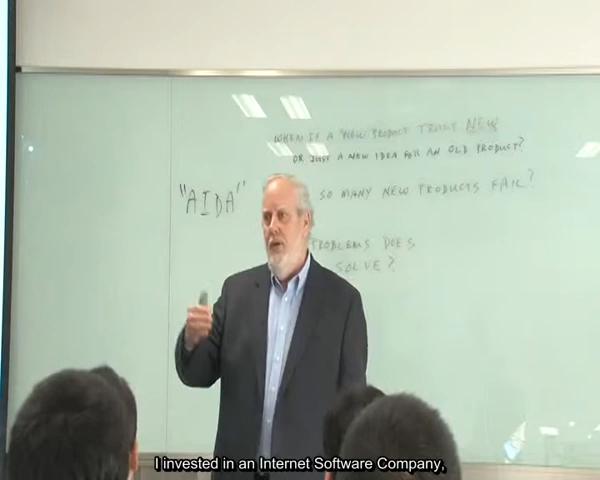 WHEN IS A NEW PRODUCT TRULY NEW
OR JUST A NEW IDEA FOR AN OLD PRODUCT?
"AIDA"
SO MANY NEW PRODUCTS FAIL?
PROBLEMS DOES
SOLVE?
I invested in an Internet Software Company,